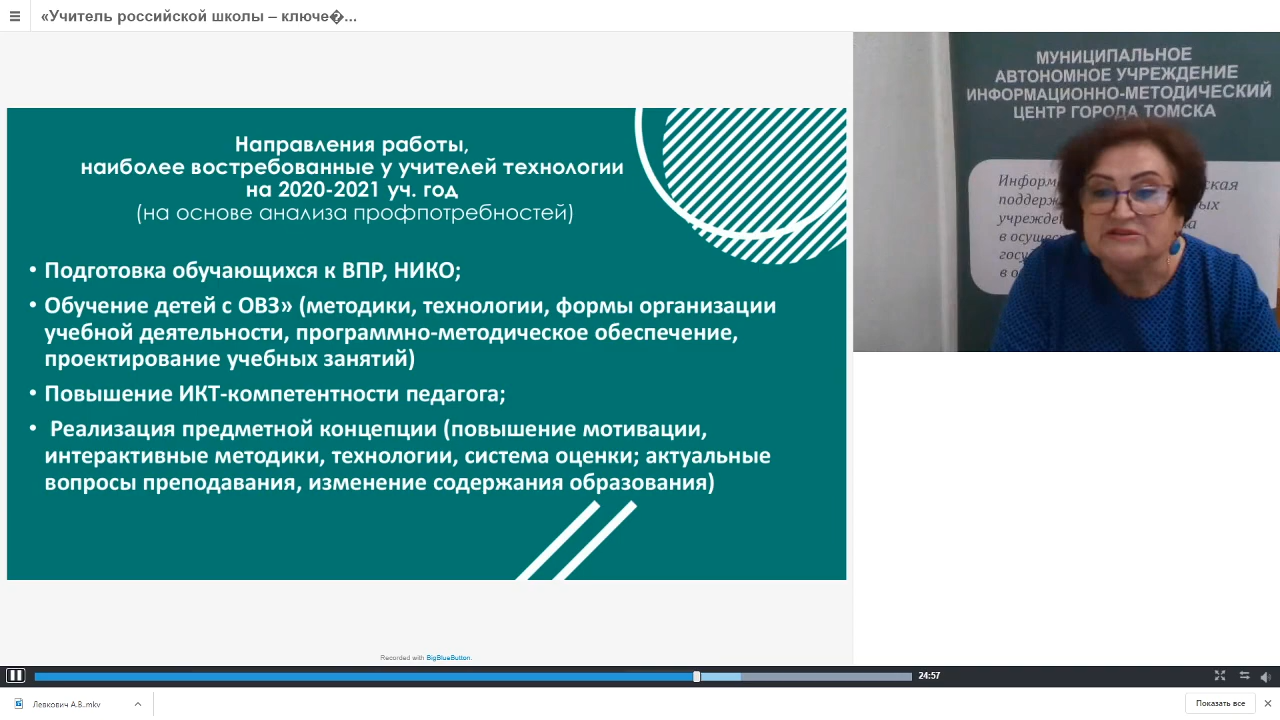 «Учитель российской школы – ключе�...
Направления работы,
наиболее востребованные у учителей технологии
на 2020-2021 уч. год
(на основе анализа профпотребностей)
• Подготовка обучающихся к ВПР, НИКО;
• Обучение детей с ОВЗ» (методики, технологии, формы организации
учебной деятельности, программно-методическое обеспечение,
проектирование учебных занятий)
• Повышение ИКТ-компетентности педагога;
• Реализация предметной концепции (повышение мотивации,
интерактивные методики, технологии, система оценки; актуальные
вопросы преподавания, изменение содержания образования)
МУНИЦИПАЛЬНОЕ
АВТОНОМНОЕ УЧРЕЖДЕНИЕ
ИНФОРМАЦИОННО-МЕТОДИЧЕСКИЙ
ЦЕНТР ГОРОДА ТОМСКА
Recorded with BigBlueButton.
24:57
Левкович А.В..mkv
Показать все